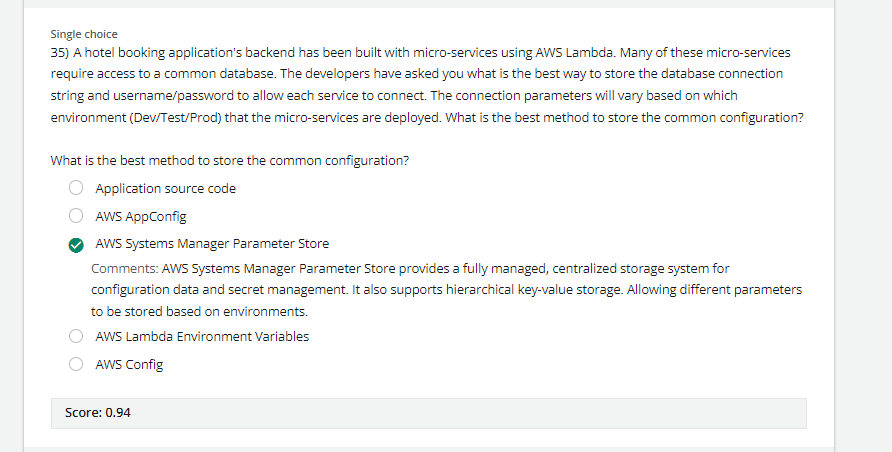 Single choice
35) A hotel booking application's backend has been built with micro-services using AWS Lambda. Many of these micro-services
require access to a common database. The developers have asked you what is the best way to store the database connection
string and username/password to allow each service to connect. The connection parameters will vary based on which
environment (Dev/Test/Prod) that the micro-services are deployed. What is the best method to store the common configuration?
What is the best method to store the common configuration?
Application source code
AWS AppConfig
AWS Systems Manager Parameter Store
Comments: AWS Systems Manager Parameter Store provides a fully managed, centralized storage system for
configuration data and secret management. It also supports hierarchical key-value storage. Allowing different parameters
to be stored based on environments.
AWS Lambda Environment Variables
AWS Config
Score: 0.94